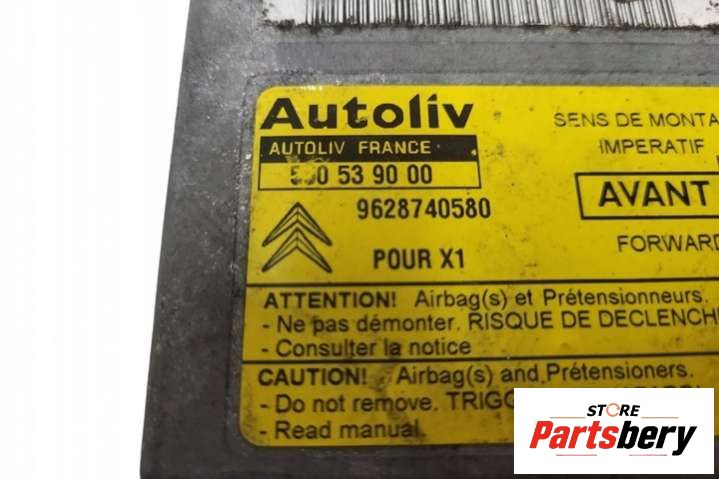 Autoliv
SENS DE MONTA
AUTOLIV FRANCE
IMPERATIF
550 53 90 00
AVANT
9628740580
POUR X1
FORWARD
ATTENTION! Airbag(s) et Prétensionneurs.
- Ne pas démonter. RISQUE DE DECLENCHE
- Consulter la notice
CAUTION! Airbag(s) and Prétensioners.
- Do not remove. TRIGG
- Read manual.
STORE
Partsbery